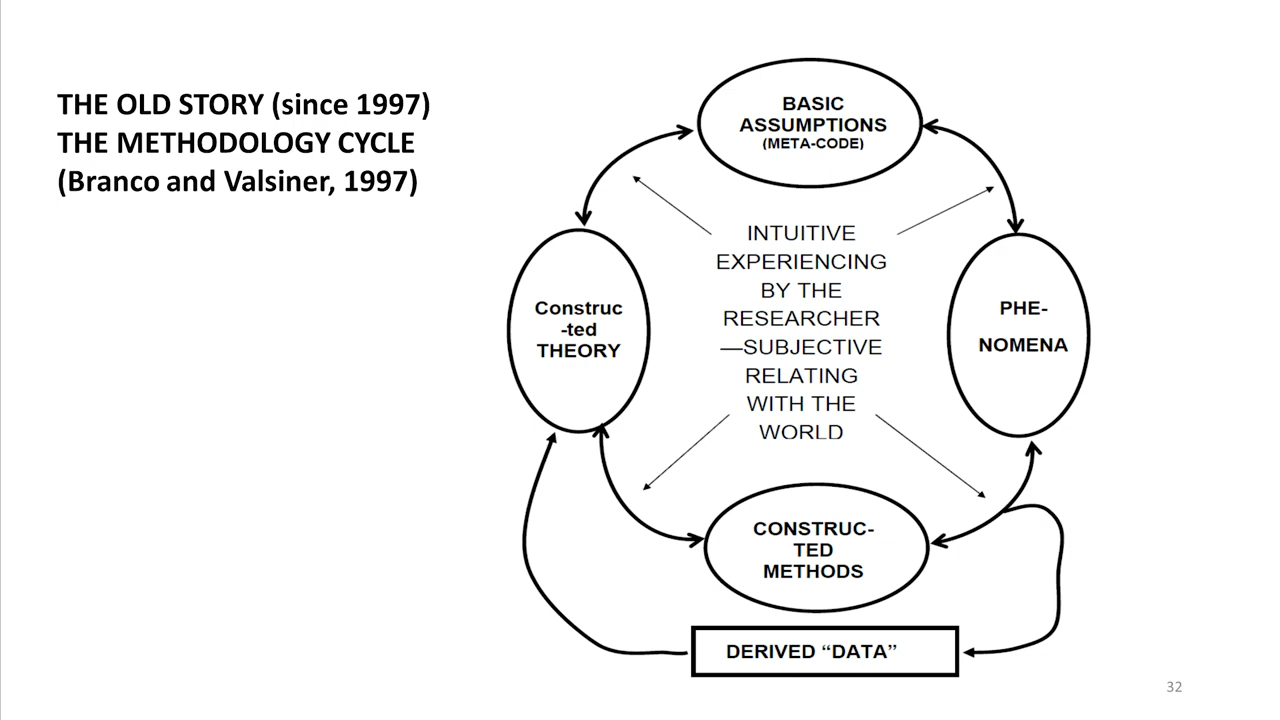 THE OLD STORY (since 1997)
THE METHODOLOGY CYCLE
(Branco and Valsiner, 1997)
BASIC
ASSUMPTIONS
(META-CODE)
INTUITIVE
EXPERIENCING
BY THE
RESEARCHER
—SUBJECTIVE
RELATING
WITH THE
WORLD
Construc
-ted
THEORY
PHE-
NOMENA
CONSTRUC-
TED
METHODS
DERIVED “DATA”
32